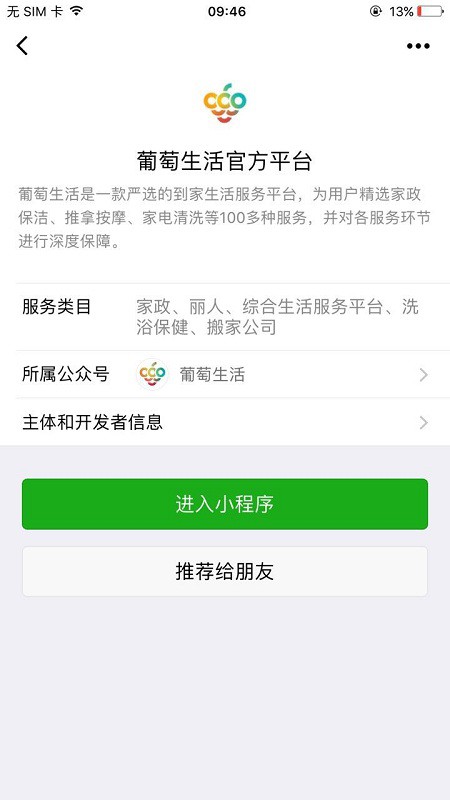 无 SIM 卡 09:46 13%
葡萄生活官方平台
葡萄生活是一款严选的到家生活服务平台，为用户精选家政
保洁、推拿按摩、家电清洗等100多种服务，并对各服务环节
进行深度保障。
服务类目 家政、丽人、综合生活服务平台、洗
浴保健、搬家公司
所属公众号 葡萄生活
主体和开发者信息
进入小程序
推荐给朋友